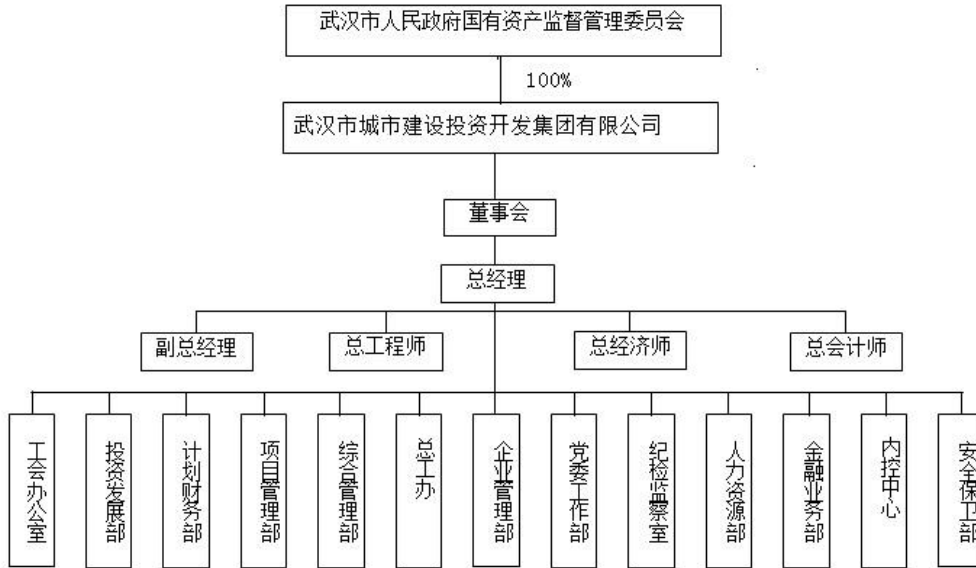 武汉市人民政府国有资产监督管理委员会
100%
武汉市城市建设投资开发集团有限公司
董事会
总经理
副总经理
总工程师
总经济师
总会计师
工会办公室
投资发展部
计划财务部
项目管理部
综合管理部
总工办
企业管理部
党委工作部
纪检监察室
人力资源部
金融业务部
内控中心
安全保卫部